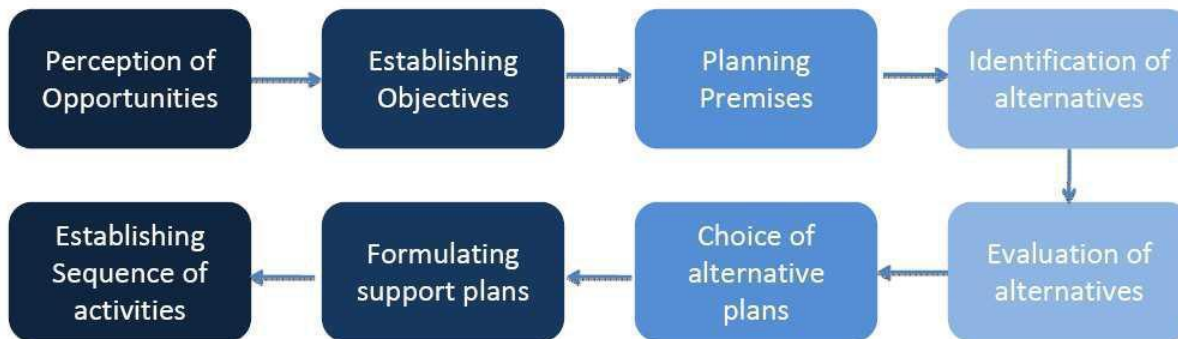 Perception of
Opportunities
Establishing
Objectives
Planning
Premises
Identification of
alternatives
Evaluation of
alternatives
Choice of
alternative
plans
Formulating
support plans
Establishing
Sequence of
activities